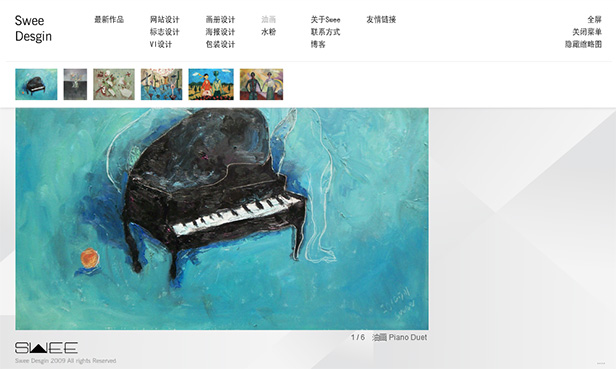 Swee
Desgin
最新作品
网站设计
标志设计
VI设计
画册设计
海报设计
包装设计
油画
水粉
关于Swee
联系方式
博客
友情链接
全屏
关闭菜单
隐藏缩略图
1 / 6 油画 Piano Duet
SWEE
Swee Desgin 2009 All rights Reserved